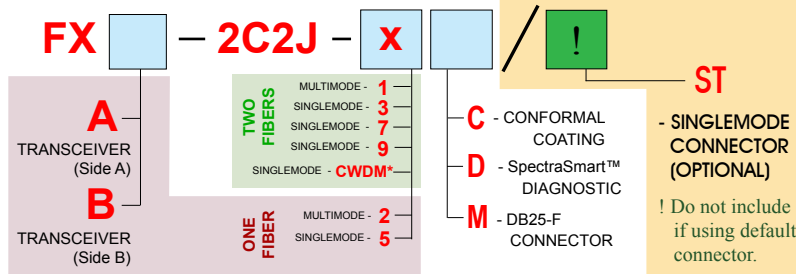 FX - 2C2J - x / !
A
TRANSCEIVER
(Side A)
B
TRANSCEIVER
(Side B)
TWO
FIBERS
MULTIMODE - 1
SINGLEMODE - 3
SINGLEMODE - 7
SINGLEMODE - 9
SINGLEMODE - CWDM*
ONE
FIBER
MULTIMODE - 2
SINGLEMODE - 5
C - CONFORMAL
COATING
D - SpectraSmart™
DIAGNOSTIC
M - DB25-F
CONNECTOR
ST
- SINGLEMODE
CONNECTOR
(OPTIONAL)
! Do not include
if using default
connector.